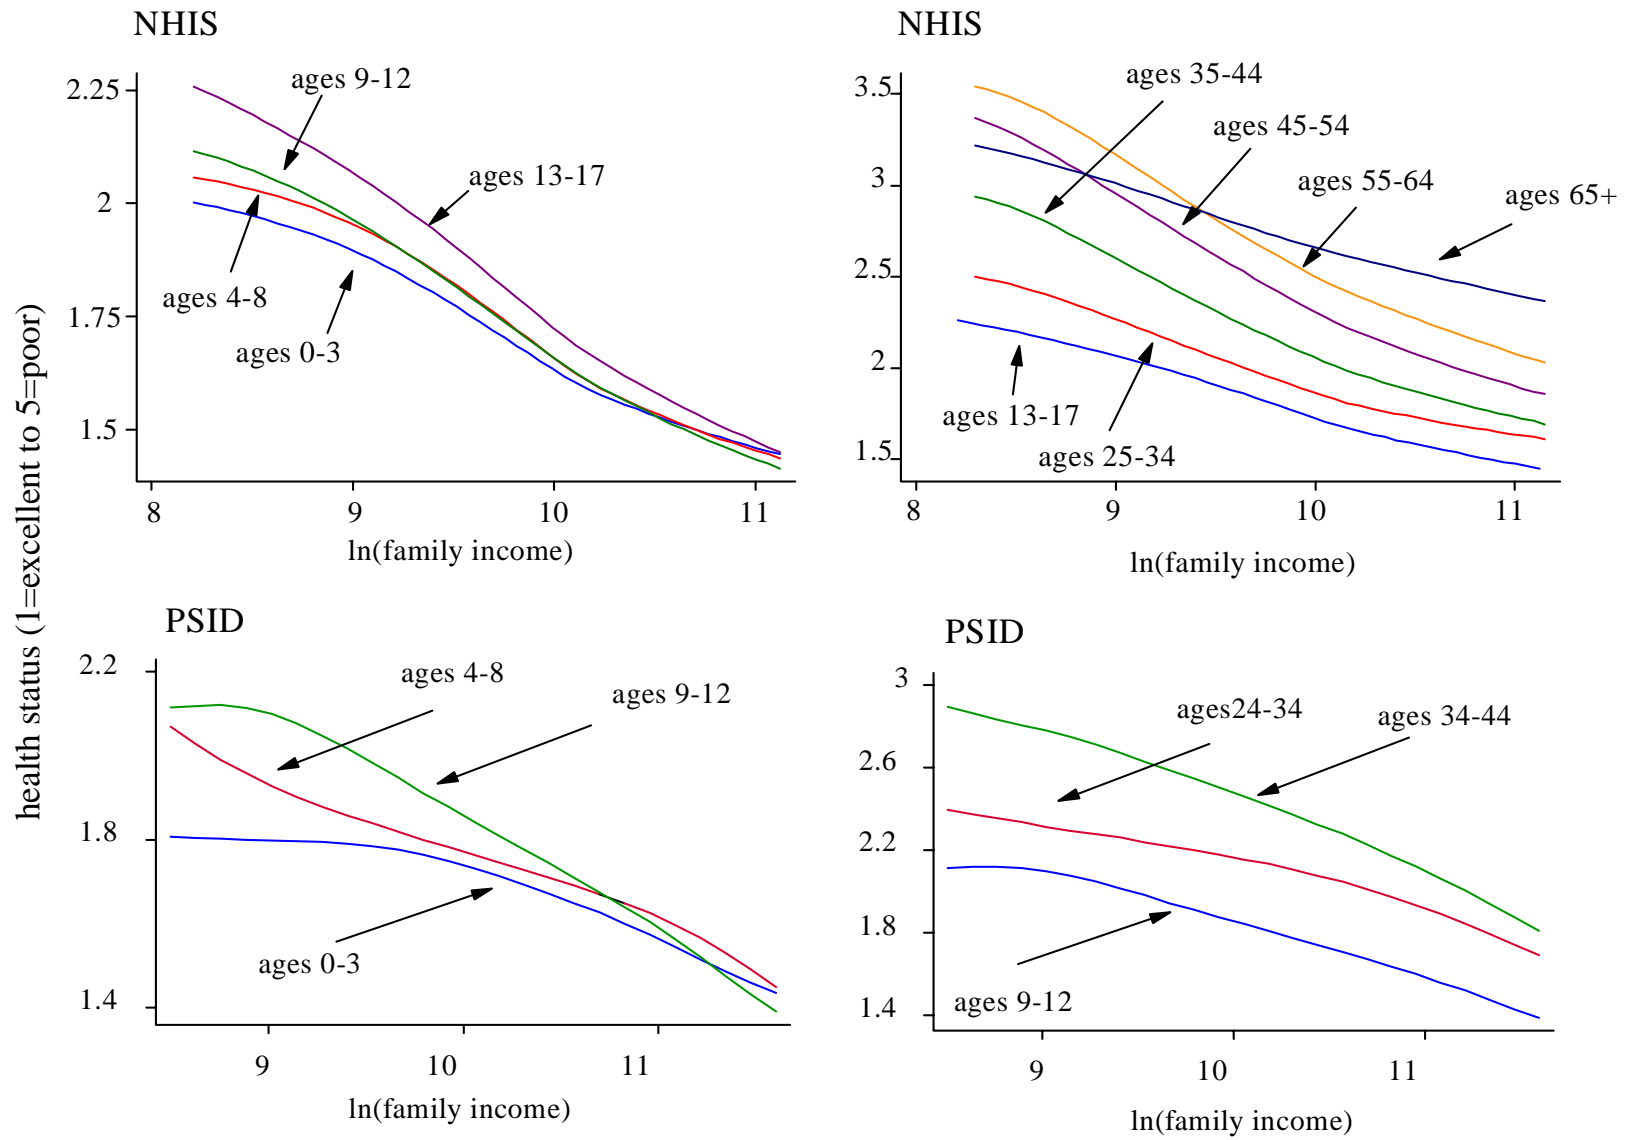 health status (1=excellent to 5=poor)
NHIS
2.25
2
1.75
1.5
ages 9-12
ages 13-17
ages 4-8
ages 0-3
8
9
10
11
ln(family income)
NHIS
3.5
3
2.5
2
1.5
ages 35-44
ages 45-54
ages 55-64
ages 65+
ages 13-17
ages 25-34
8
9
10
11
ln(family income)
PSID
2.2
1.8
1.4
ages 4-8
ages 9-12
ages 0-3
9
10
11
ln(family income)
PSID
3
2.6
2.2
1.8
1.4
ages24-34
ages 34-44
ages 9-12
9
10
11
ln(family income)